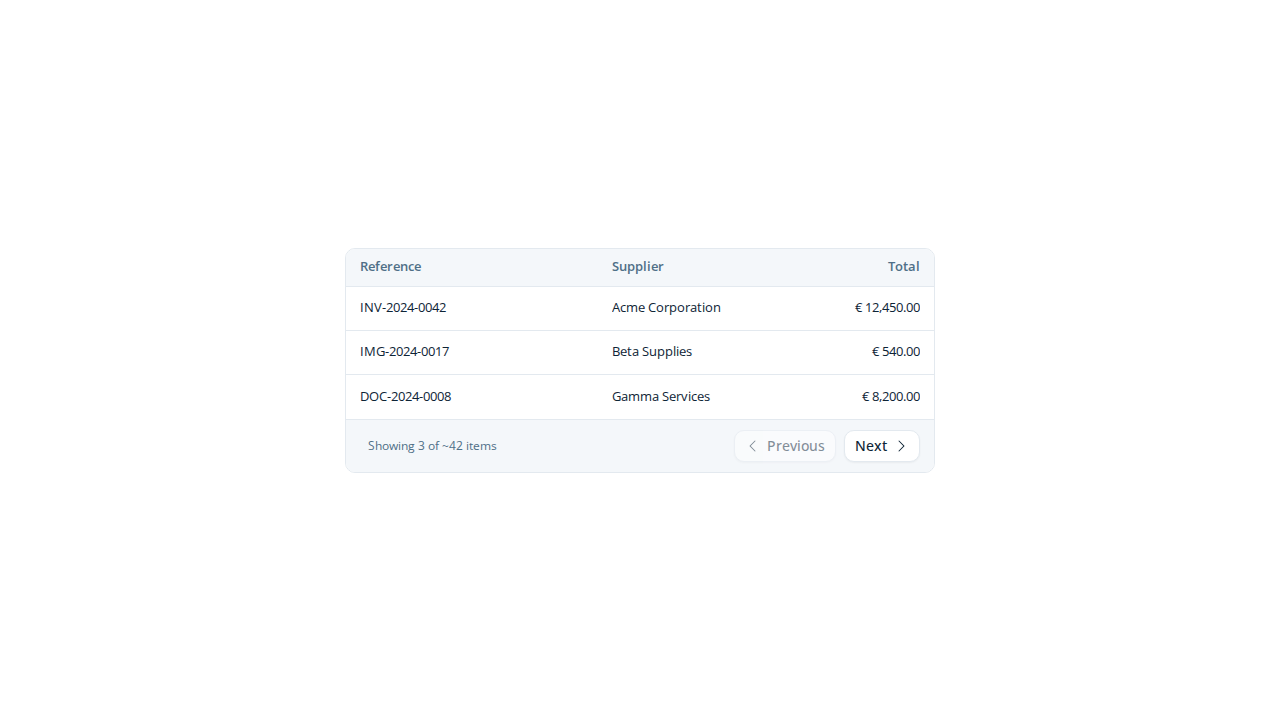 Reference Supplier Total
INV-2024-0042 Acme Corporation € 12,450.00
IMG-2024-0017 Beta Supplies € 540.00
DOC-2024-0008 Gamma Services € 8,200.00
Showing 3 of ~42 items Previous Next